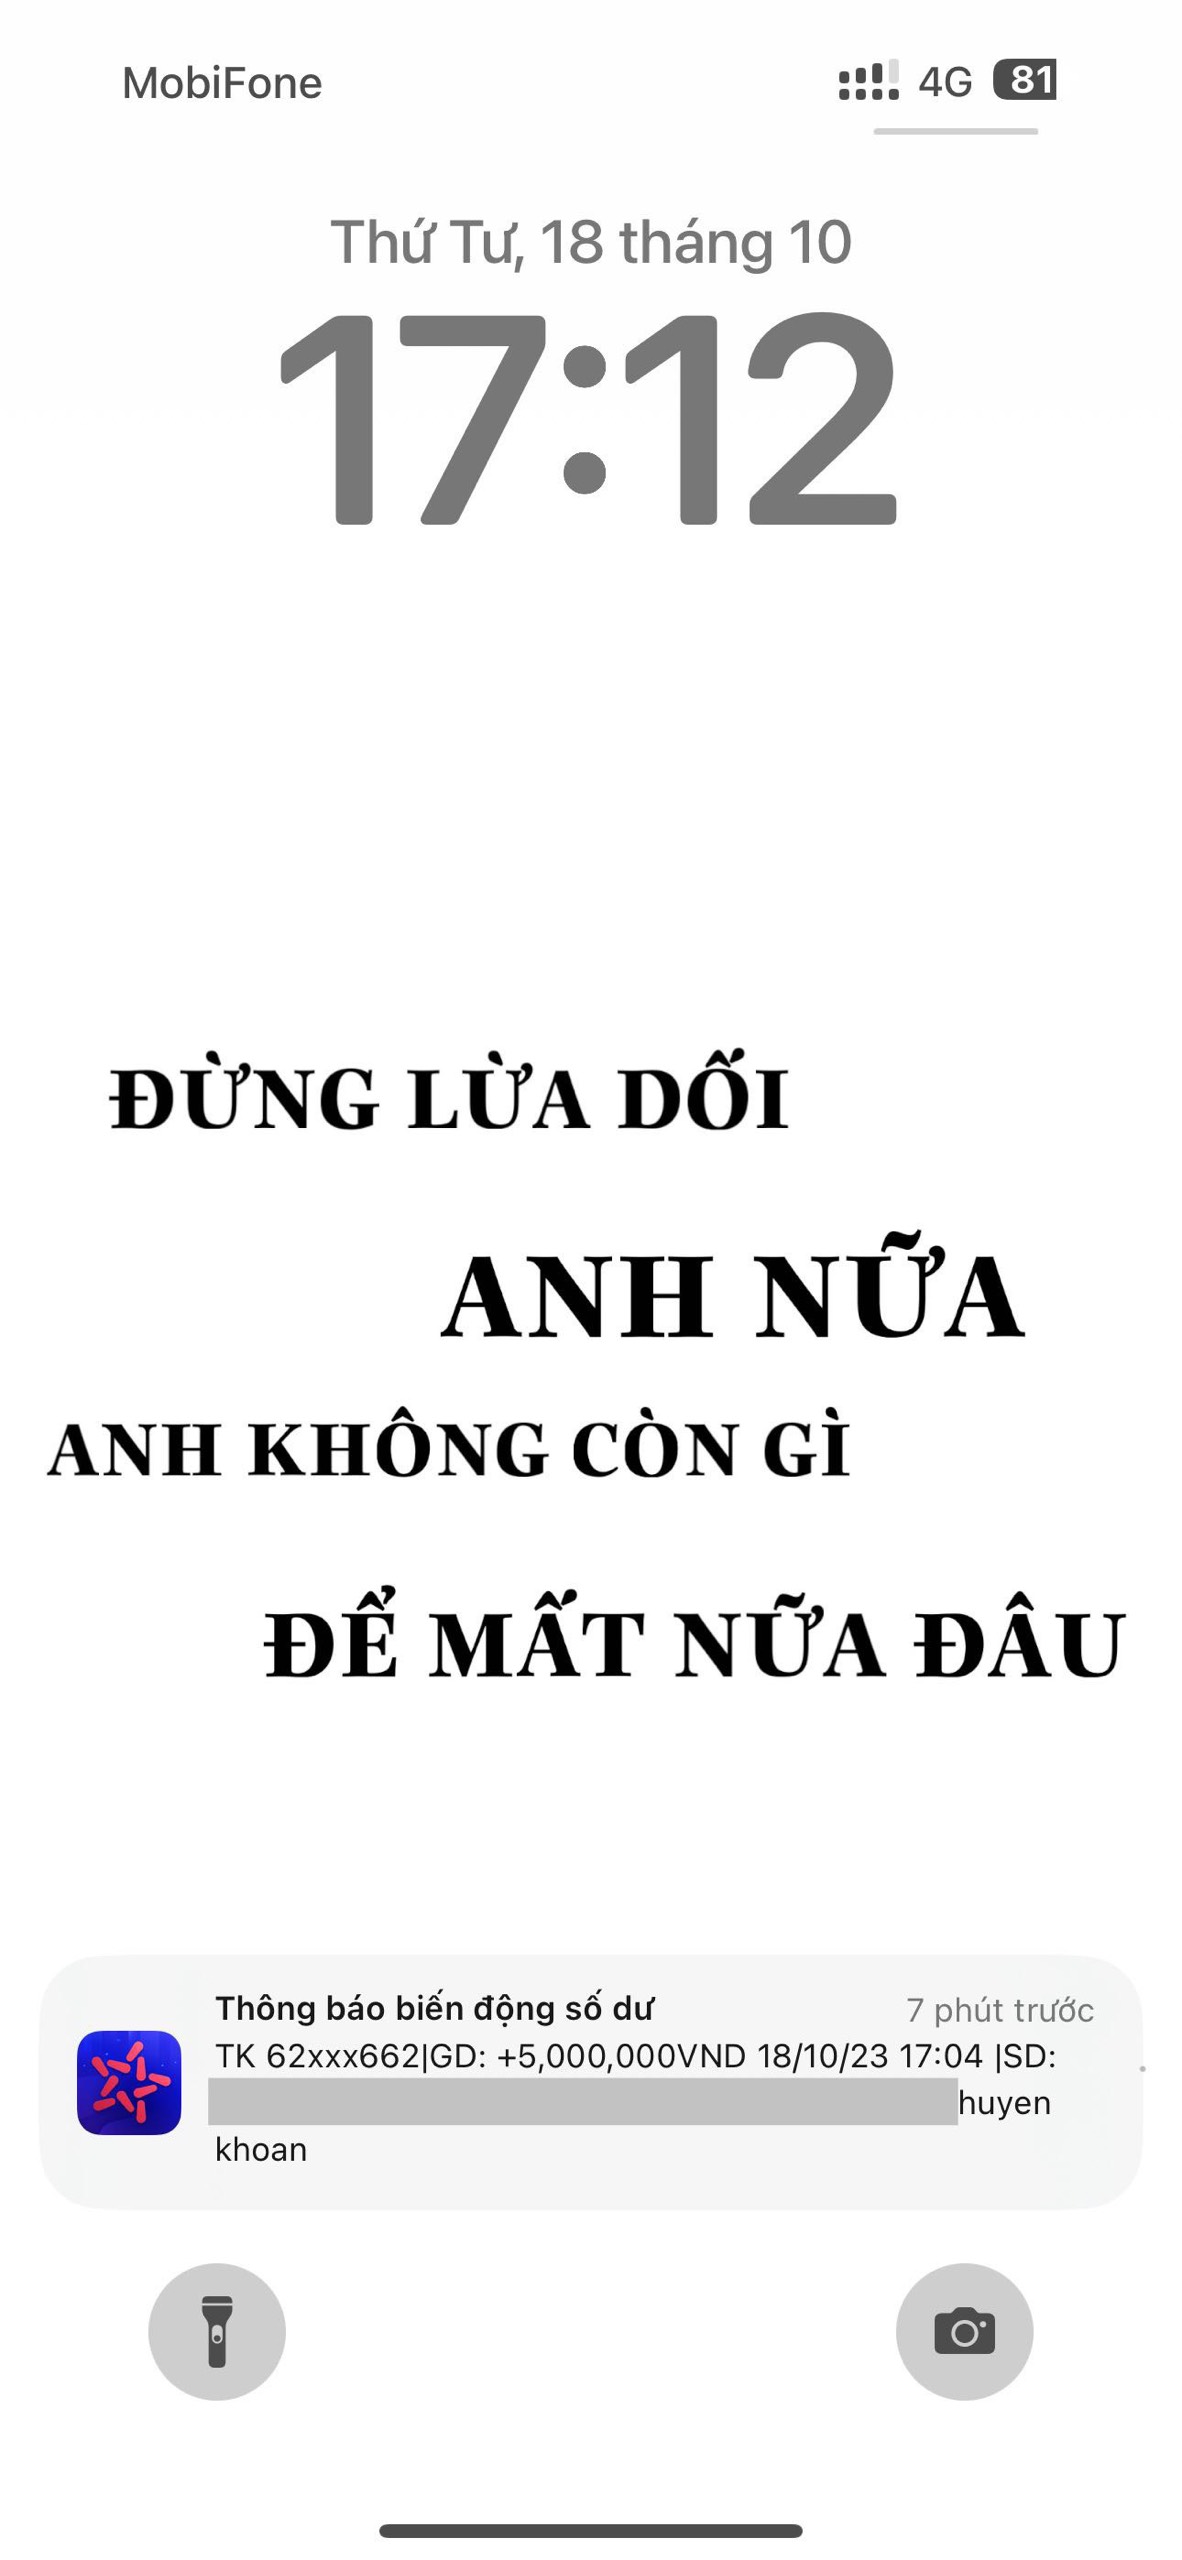 MobiFone 4G 81
Thứ Tư, 18 tháng 10
17:12
ĐỪNG LỪA DỐI
ANH NỮA
ANH KHÔNG CÒN GÌ
ĐỂ MẤT NỮA ĐÂU
Thông báo biến động số dư 7 phút trước
TK 62xxx662|GD: +5,000,000VND 18/10/23 17:04 |SD:
huyen
khoan